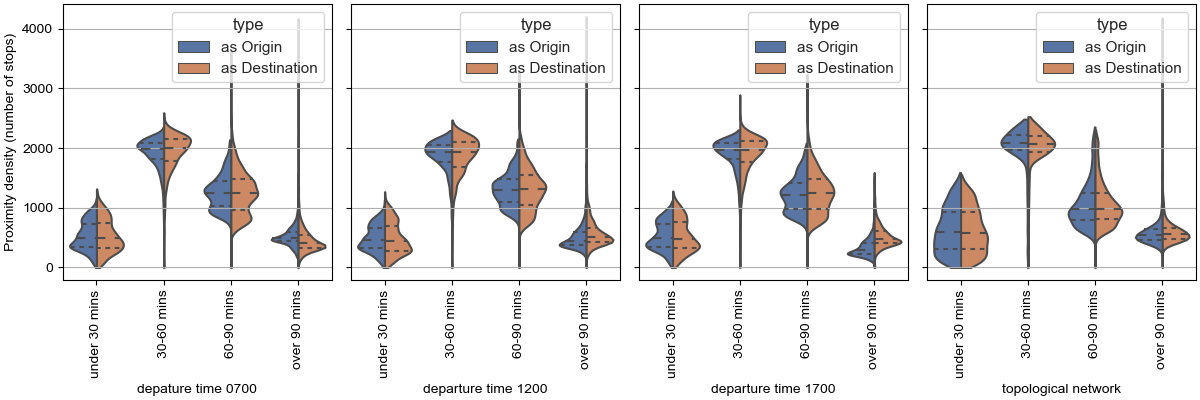 Proximity density (number of stops)
4000
3000
2000
1000
0
type
as Origin
as Destination
under 30 mins
30-60 mins
60-90 mins
over 90 mins
depature time 0700
type
as Origin
as Destination
under 30 mins
30-60 mins
60-90 mins
over 90 mins
departure time 1200
type
as Origin
as Destination
under 30 mins
30-60 mins
60-90 mins
over 90 mins
departure time 1700
type
as Origin
as Destination
under 30 mins
30-60 mins
60-90 mins
over 90 mins
topological network